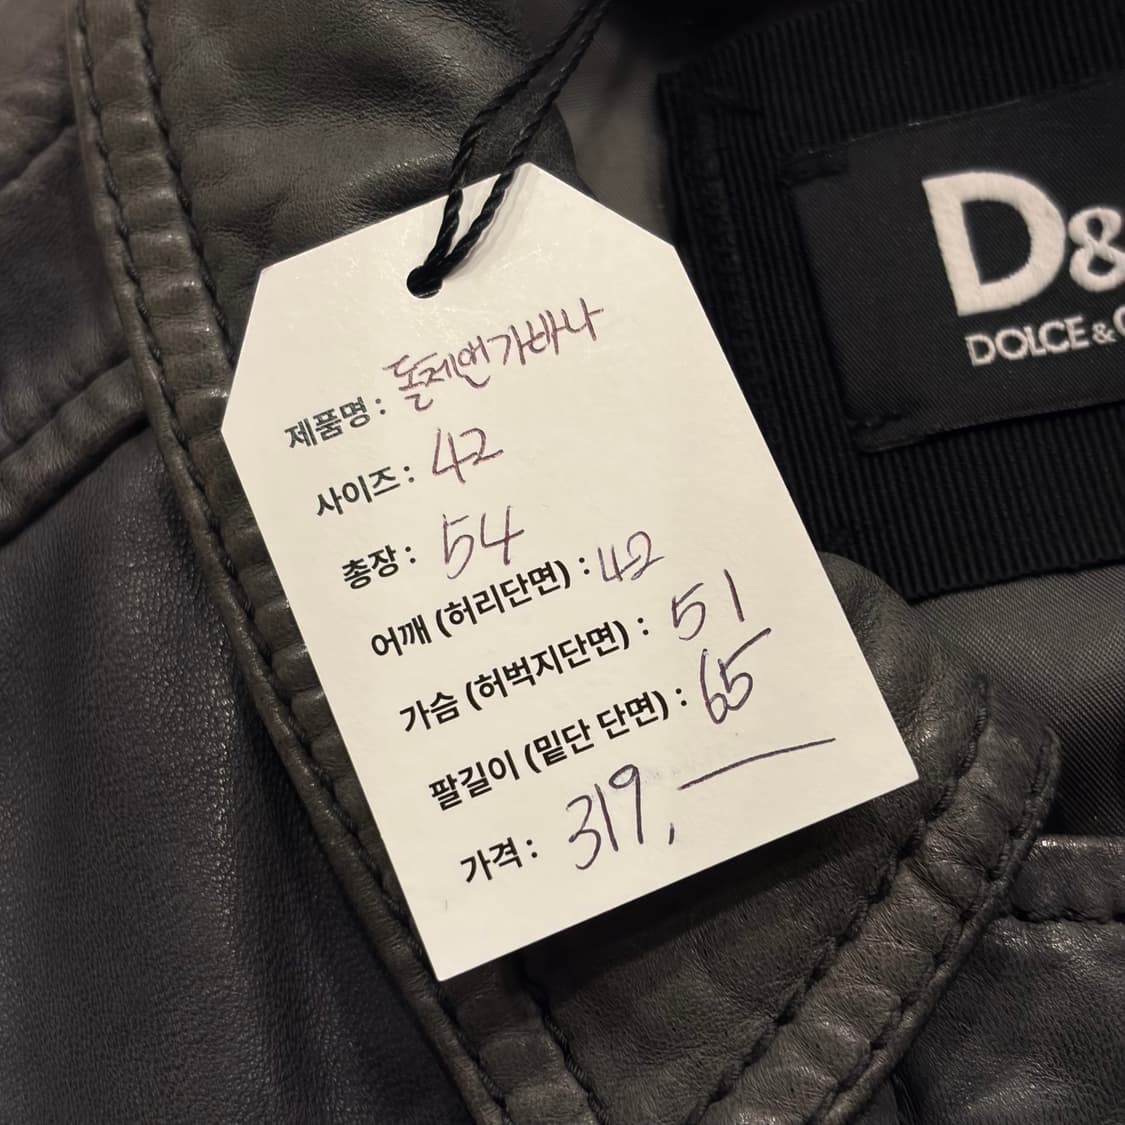 제품명 : 돌체앤가바나
사이즈 : 42
총장 : 54
어깨 (허리단면) : 42
가슴 (허벅지단면) : 51
팔길이 (밑단 단면) : 65
가격 : 319,—
D&
DOLCE&G